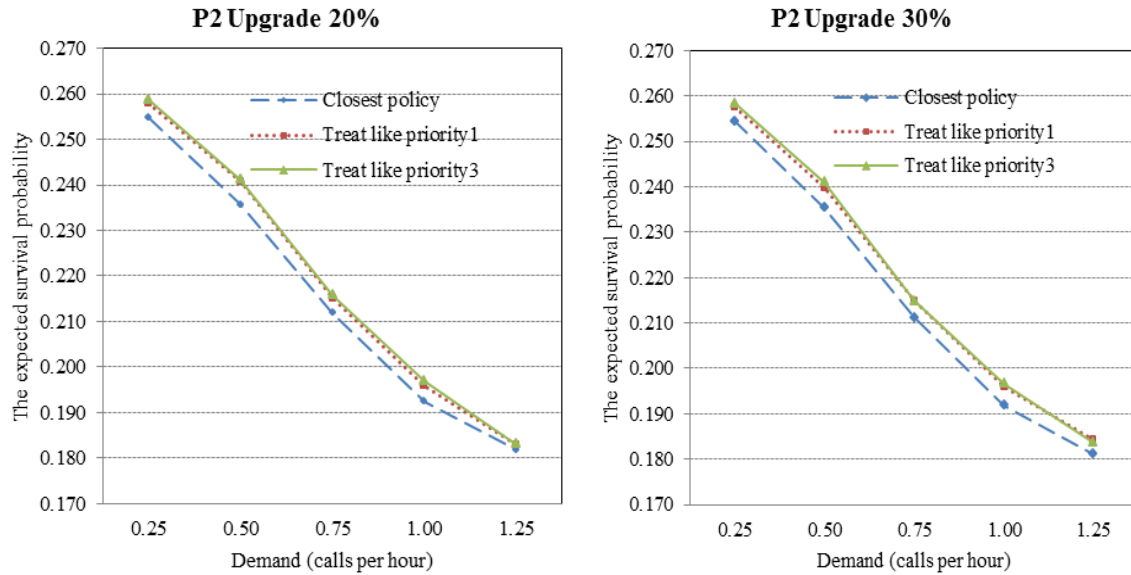 P2 Upgrade 20%
The expected survival probability
0.270
0.260
0.250
0.240
0.230
0.220
0.210
0.200
0.190
0.180
0.170
Closest policy
Treat like priority1
Treat like priority3
0.25 0.50 0.75 1.00 1.25
Demand (calls per hour)
P2 Upgrade 30%
The expected survival probability
0.270
0.260
0.250
0.240
0.230
0.220
0.210
0.200
0.190
0.180
0.170
Closest policy
Treat like priority1
Treat like priority3
0.25 0.50 0.75 1.00 1.25
Demand (calls per hour)